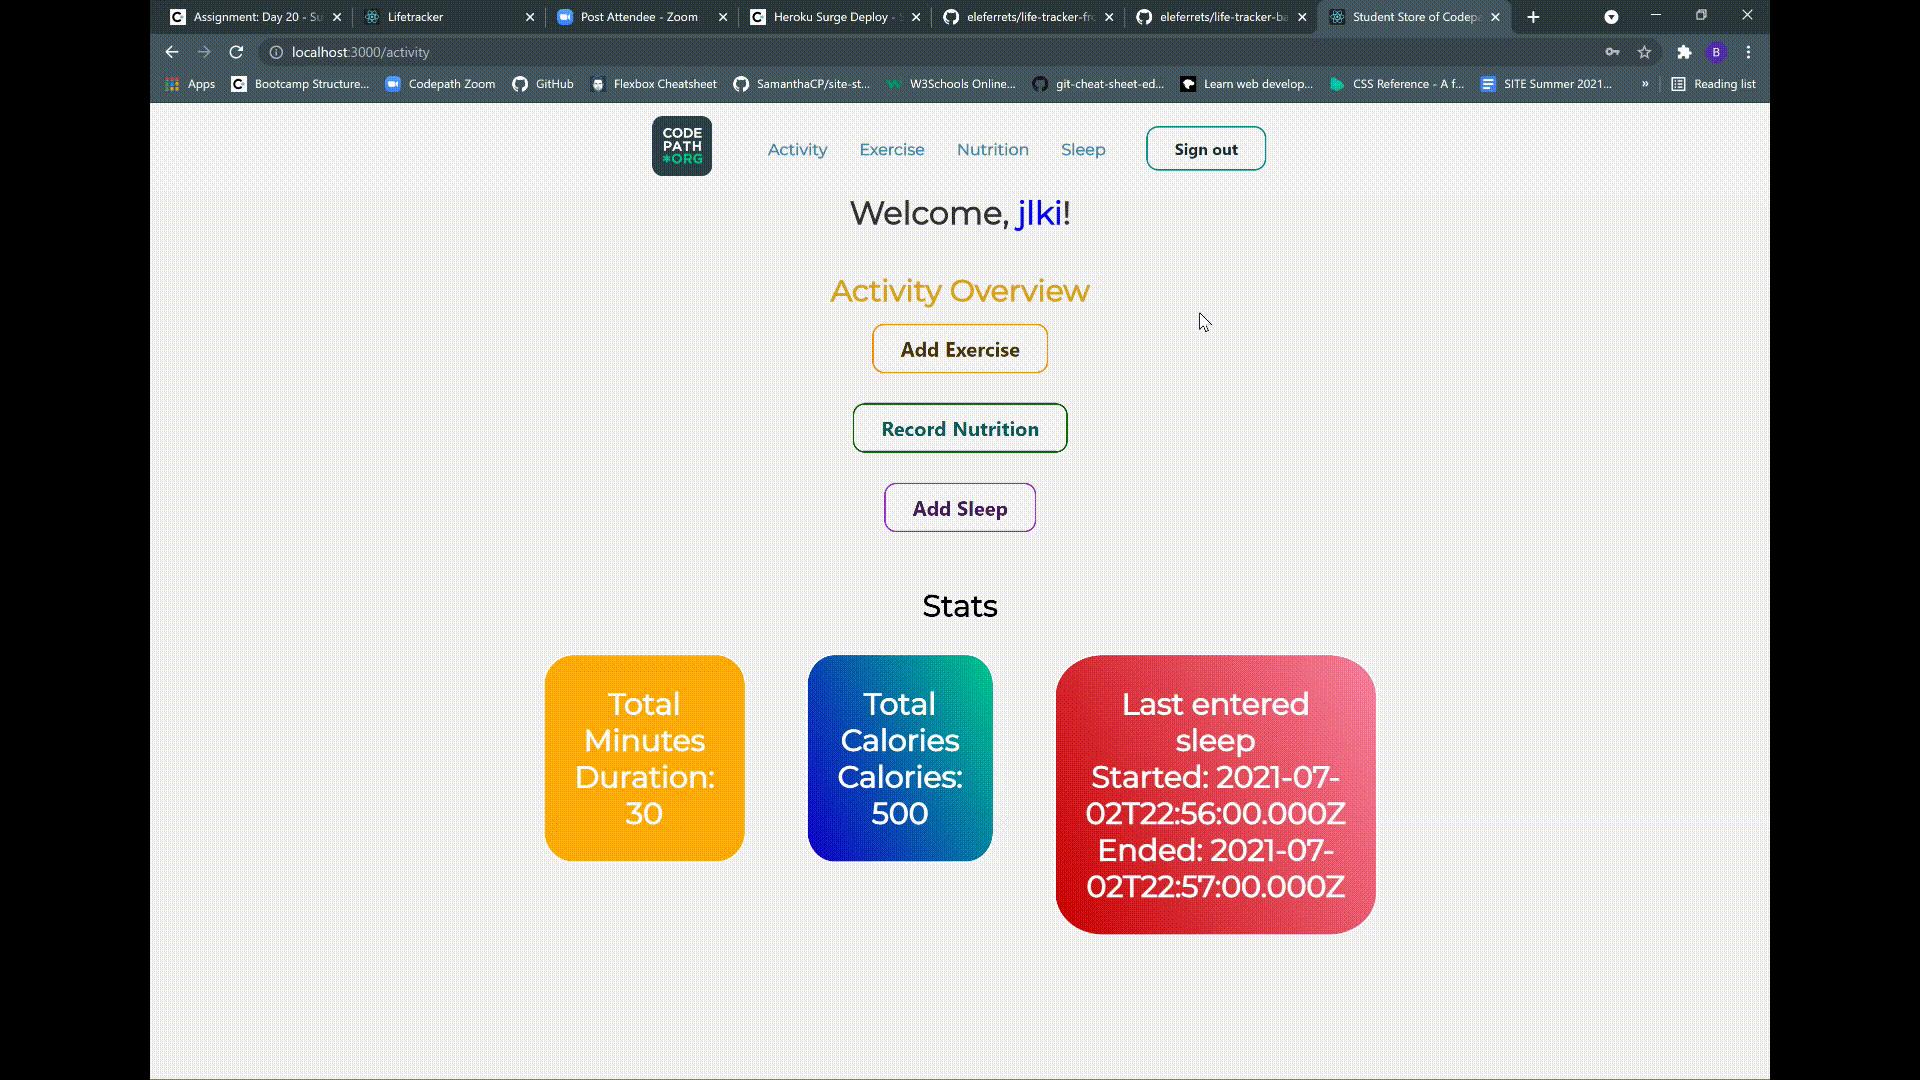 Assignment: Day 20 - Su
Lifetracker
Post Attendee - Zoom
Heroku Surge Deploy -
eleferrets/life-tracker-fr
eleferrets/life-tracker-ba
Student Store of Codepa
localhost:3000/activity
B
Apps
Bootcamp Structure...
Codepath Zoom
GitHub
Flexbox Cheatsheet
SamanthaCP/site-st...
W3Schools Online...
git-cheat-sheet-ed...
Learn web develop...
CSS Reference - A f...
SITE Summer 2021...
»
Reading list
CODE
PATH
*ORG
Activity
Exercise
Nutrition
Sleep
Sign out
Welcome, jlki!
Activity Overview
Add Exercise
Record Nutrition
Add Sleep
Stats
Total
Minutes
Duration:
30
Total
Calories
Calories:
500
Last entered
sleep
Started: 2021-07-
02T22:56:00.000Z
Ended: 2021-07-
02T22:57:00.000Z